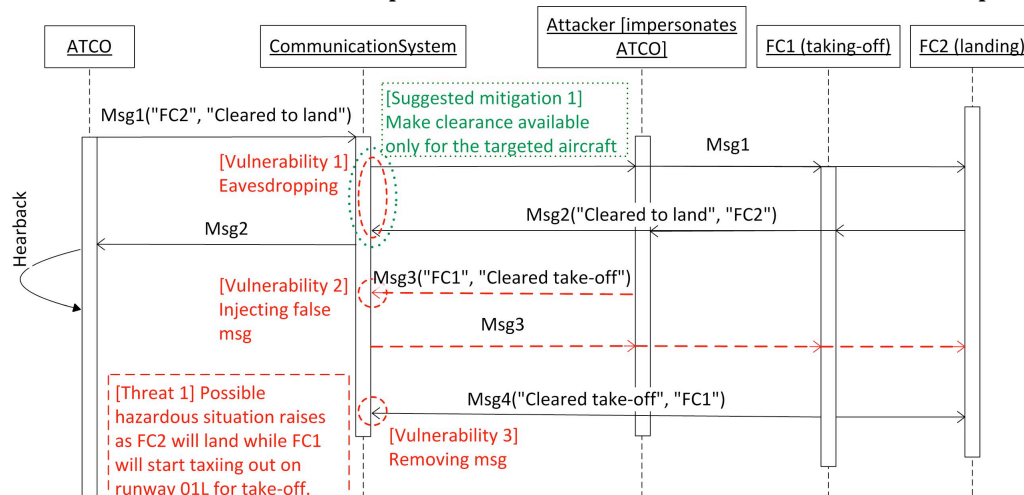 ATCO
CommunicationSystem
Attacker [impersonates
ATCO]
FC1 (taking-off)
FC2 (landing)
Msg1("FC2", "Cleared to land")
[Suggested mitigation 1]
Make clearance available
only for the targeted aircraft
Msg1
[Vulnerability 1]
Eavesdropping
Msg2("Cleared to land", "FC2")
Msg2
Hearback
Msg3("FC1", "Cleared take-off")
[Vulnerability 2]
Injecting false
msg
Msg3
[Threat 1] Possible
hazardous situation raises
as FC2 will land while FC1
will start taxiing out on
runway 01L for take-off.
Msg4("Cleared take-off", "FC1")
[Vulnerability 3]
Removing msg